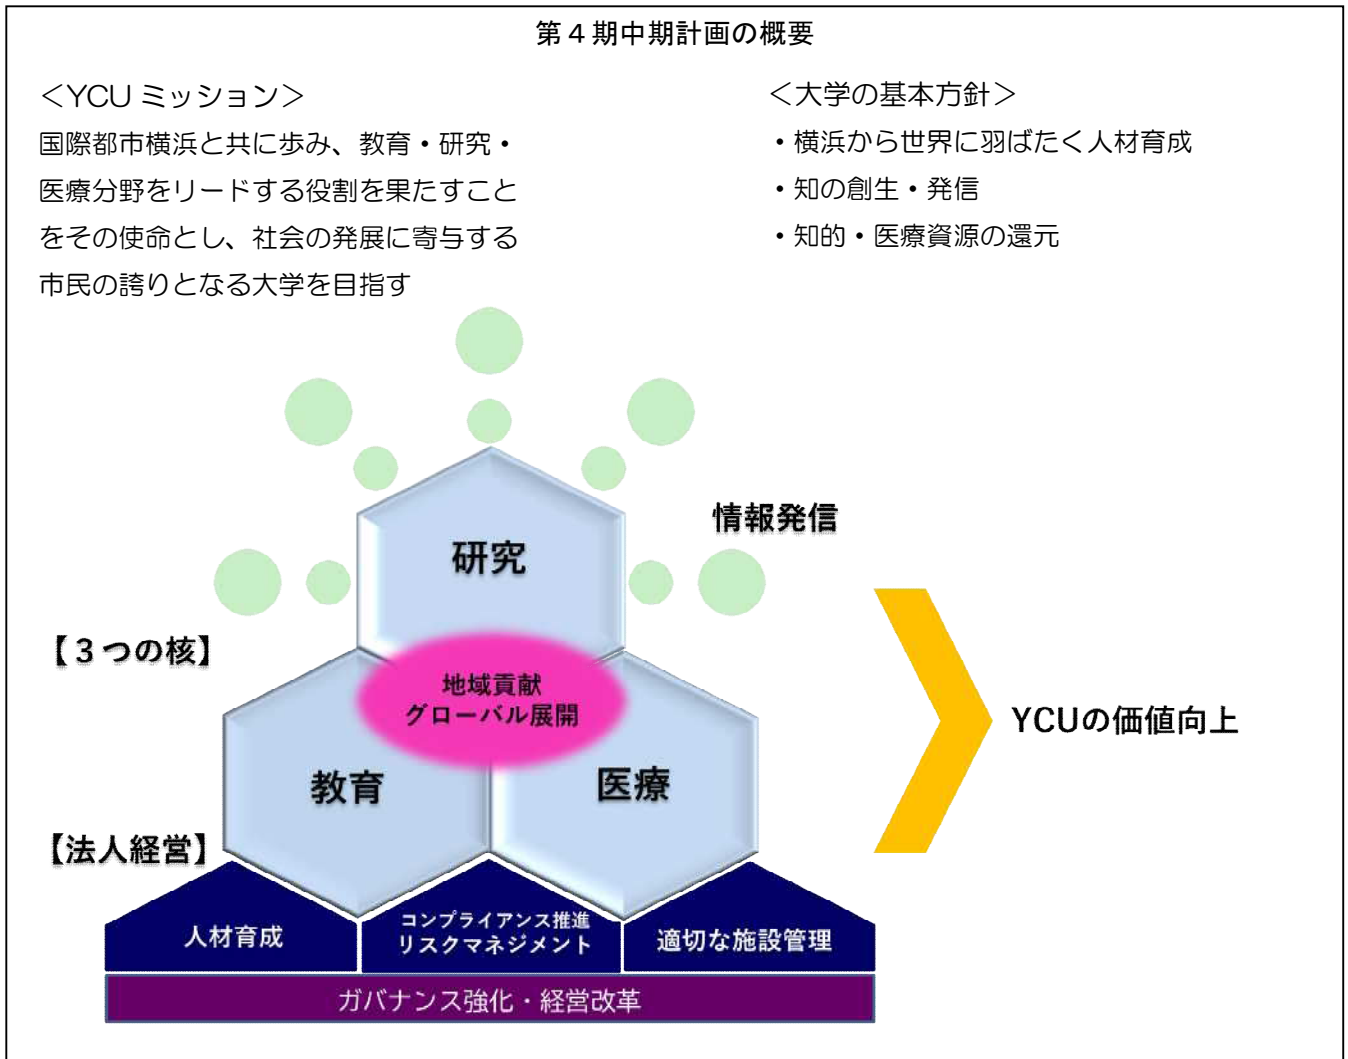 第４期中期計画の概要
＜YCUミッション＞
国際都市横浜と共に歩み、教育・研究・
医療分野をリードする役割を果たすこと
をその使命とし、社会の発展に寄与する
市民の誇りとなる大学を目指す
＜大学の基本方針＞
・横浜から世界に羽ばたく人材育成
・知の創生・発信
・知的・医療資源の還元
情報発信
研究
【３つの核】
地域貢献
グローバル展開
教育
医療
YCUの価値向上
【法人経営】
人材育成
コンプライアンス推進
リスクマネジメント
適切な施設管理
ガバナンス強化・経営改革